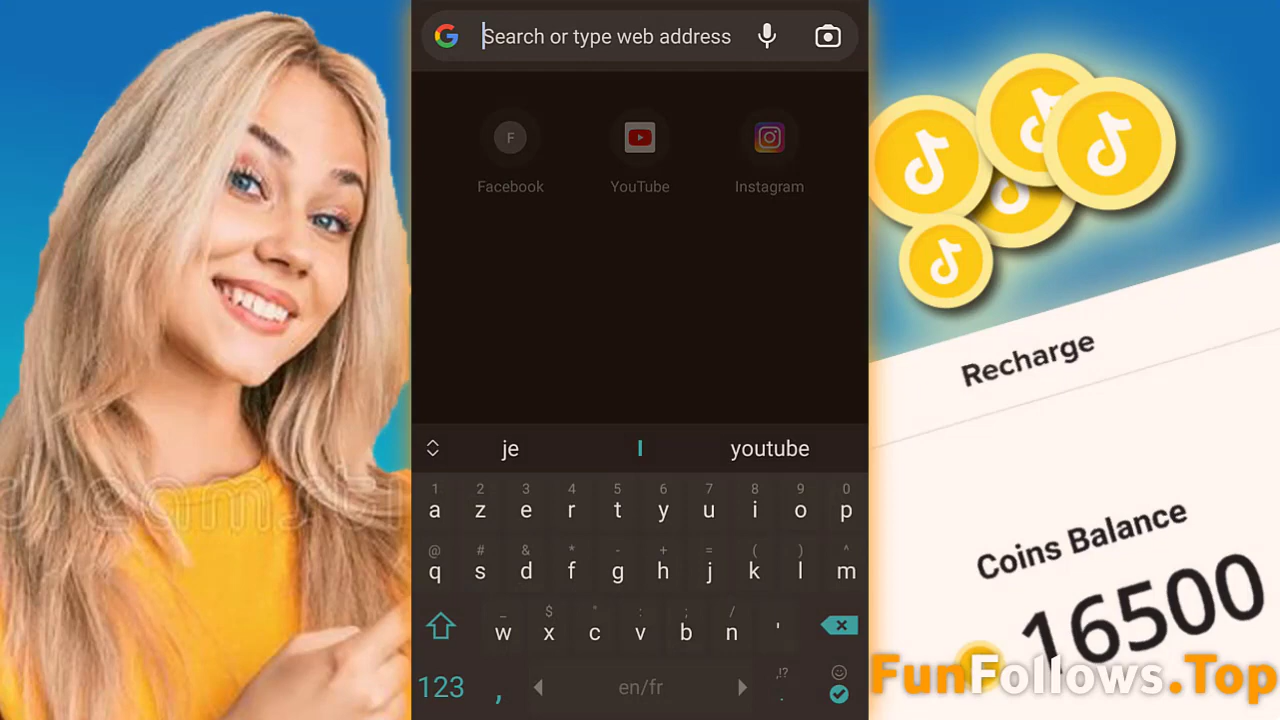 Search or type web address
F
Facebook
YouTube
Instagram
je
I
youtube
1 2 3 4 5 6 7 8 9 0
a z e r t y u i o p
@ # & * - + = ( ) ^
q s d f g h j k l m
_ $ " : ; /
w x c v b n '
123 , en/fr ,!? .
Recharge
Coins Balance
16500
FunFollows.Top